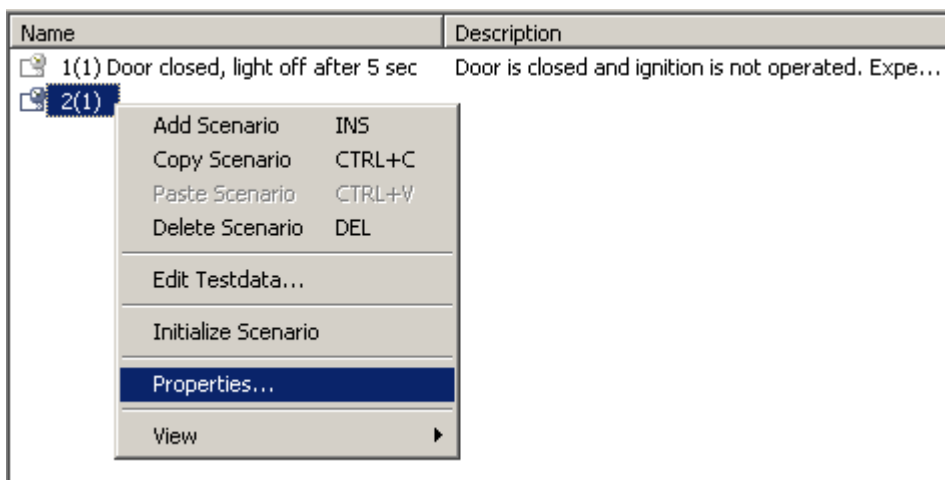 Name Description
1(1) Door closed, light off after 5 sec Door is closed and ignition is not operated. Expe...
2(1)
Add Scenario INS
Copy Scenario CTRL+C
Paste Scenario CTRL+V
Delete Scenario DEL
Edit Testdata...
Initialize Scenario
Properties...
View